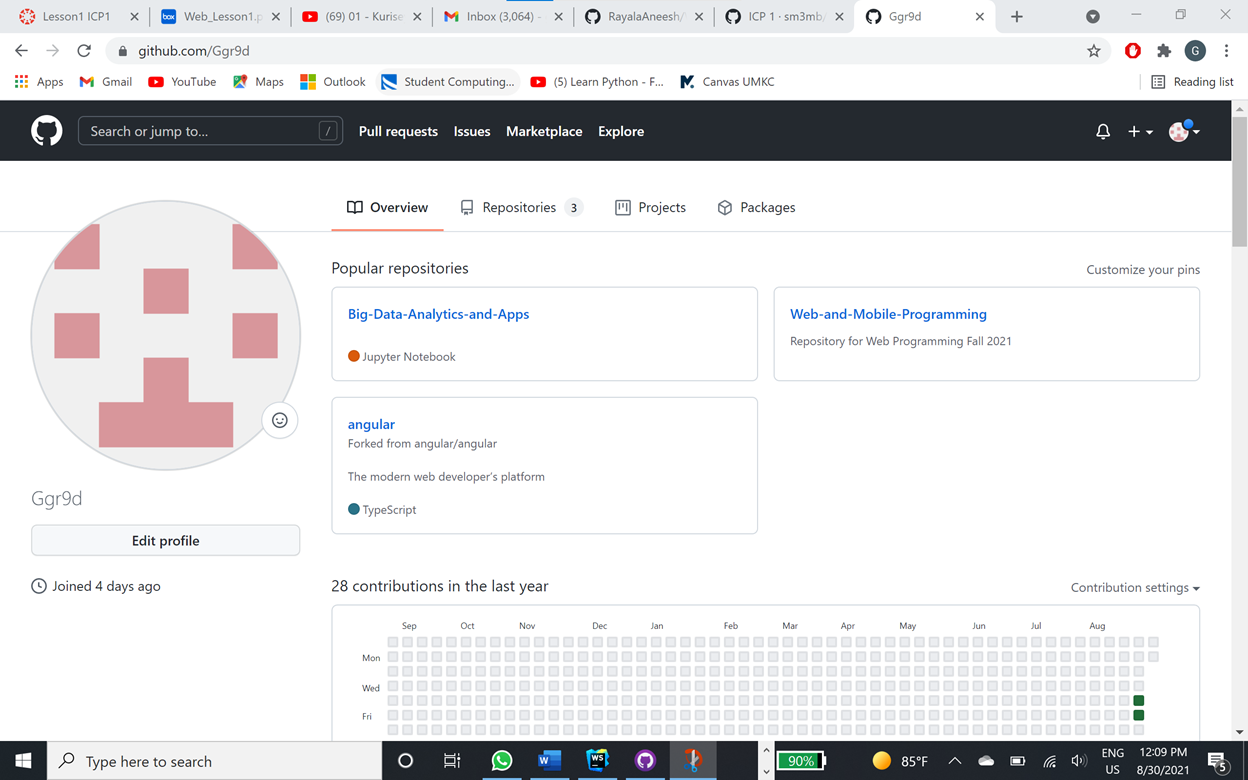 Lesson1 ICP1
box Web_Lesson1.p
(69) 01 - Kurise
Inbox (3,064) -
RayalaAneesh/
ICP 1 · sm3mb
Ggr9d
github.com/Ggr9d
G
Apps
Gmail
YouTube
Maps
Outlook
Student Computing...
(5) Learn Python - F...
Canvas UMKC
Reading list
Search or jump to... /
Pull requests
Issues
Marketplace
Explore
Overview
Repositories 3
Projects
Packages
Popular repositories
Customize your pins
Big-Data-Analytics-and-Apps
Jupyter Notebook
Web-and-Mobile-Programming
Repository for Web Programming Fall 2021
angular
Forked from angular/angular
The modern web developer's platform
TypeScript
Ggr9d
Edit profile
Joined 4 days ago
28 contributions in the last year
Contribution settings
Sep Oct Nov Dec Jan Feb Mar Apr May Jun Jul Aug
Mon
Wed
Fri
Type here to search
W
WS
90%
85°F
ENG
US
12:09 PM
8/30/2021
5